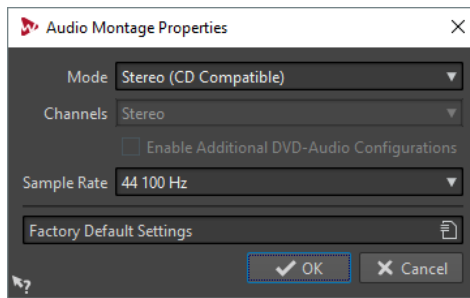 Audio Montage Properties
Mode Stereo (CD Compatible)
Channels Stereo
Enable Additional DVD-Audio Configurations
Sample Rate 44 100 Hz
Factory Default Settings
OK Cancel
?